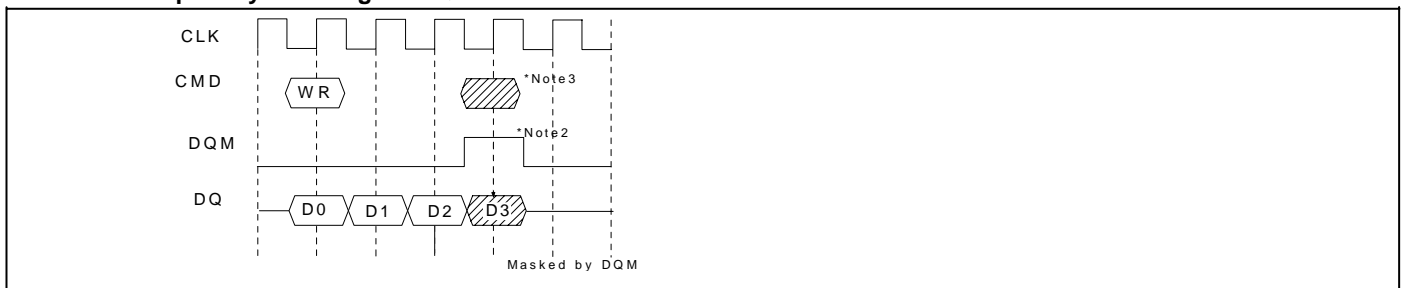 CLK
CMD WR *Note3
DQM *Note2
DQ D0 D1 D2 D3
Masked by DQM